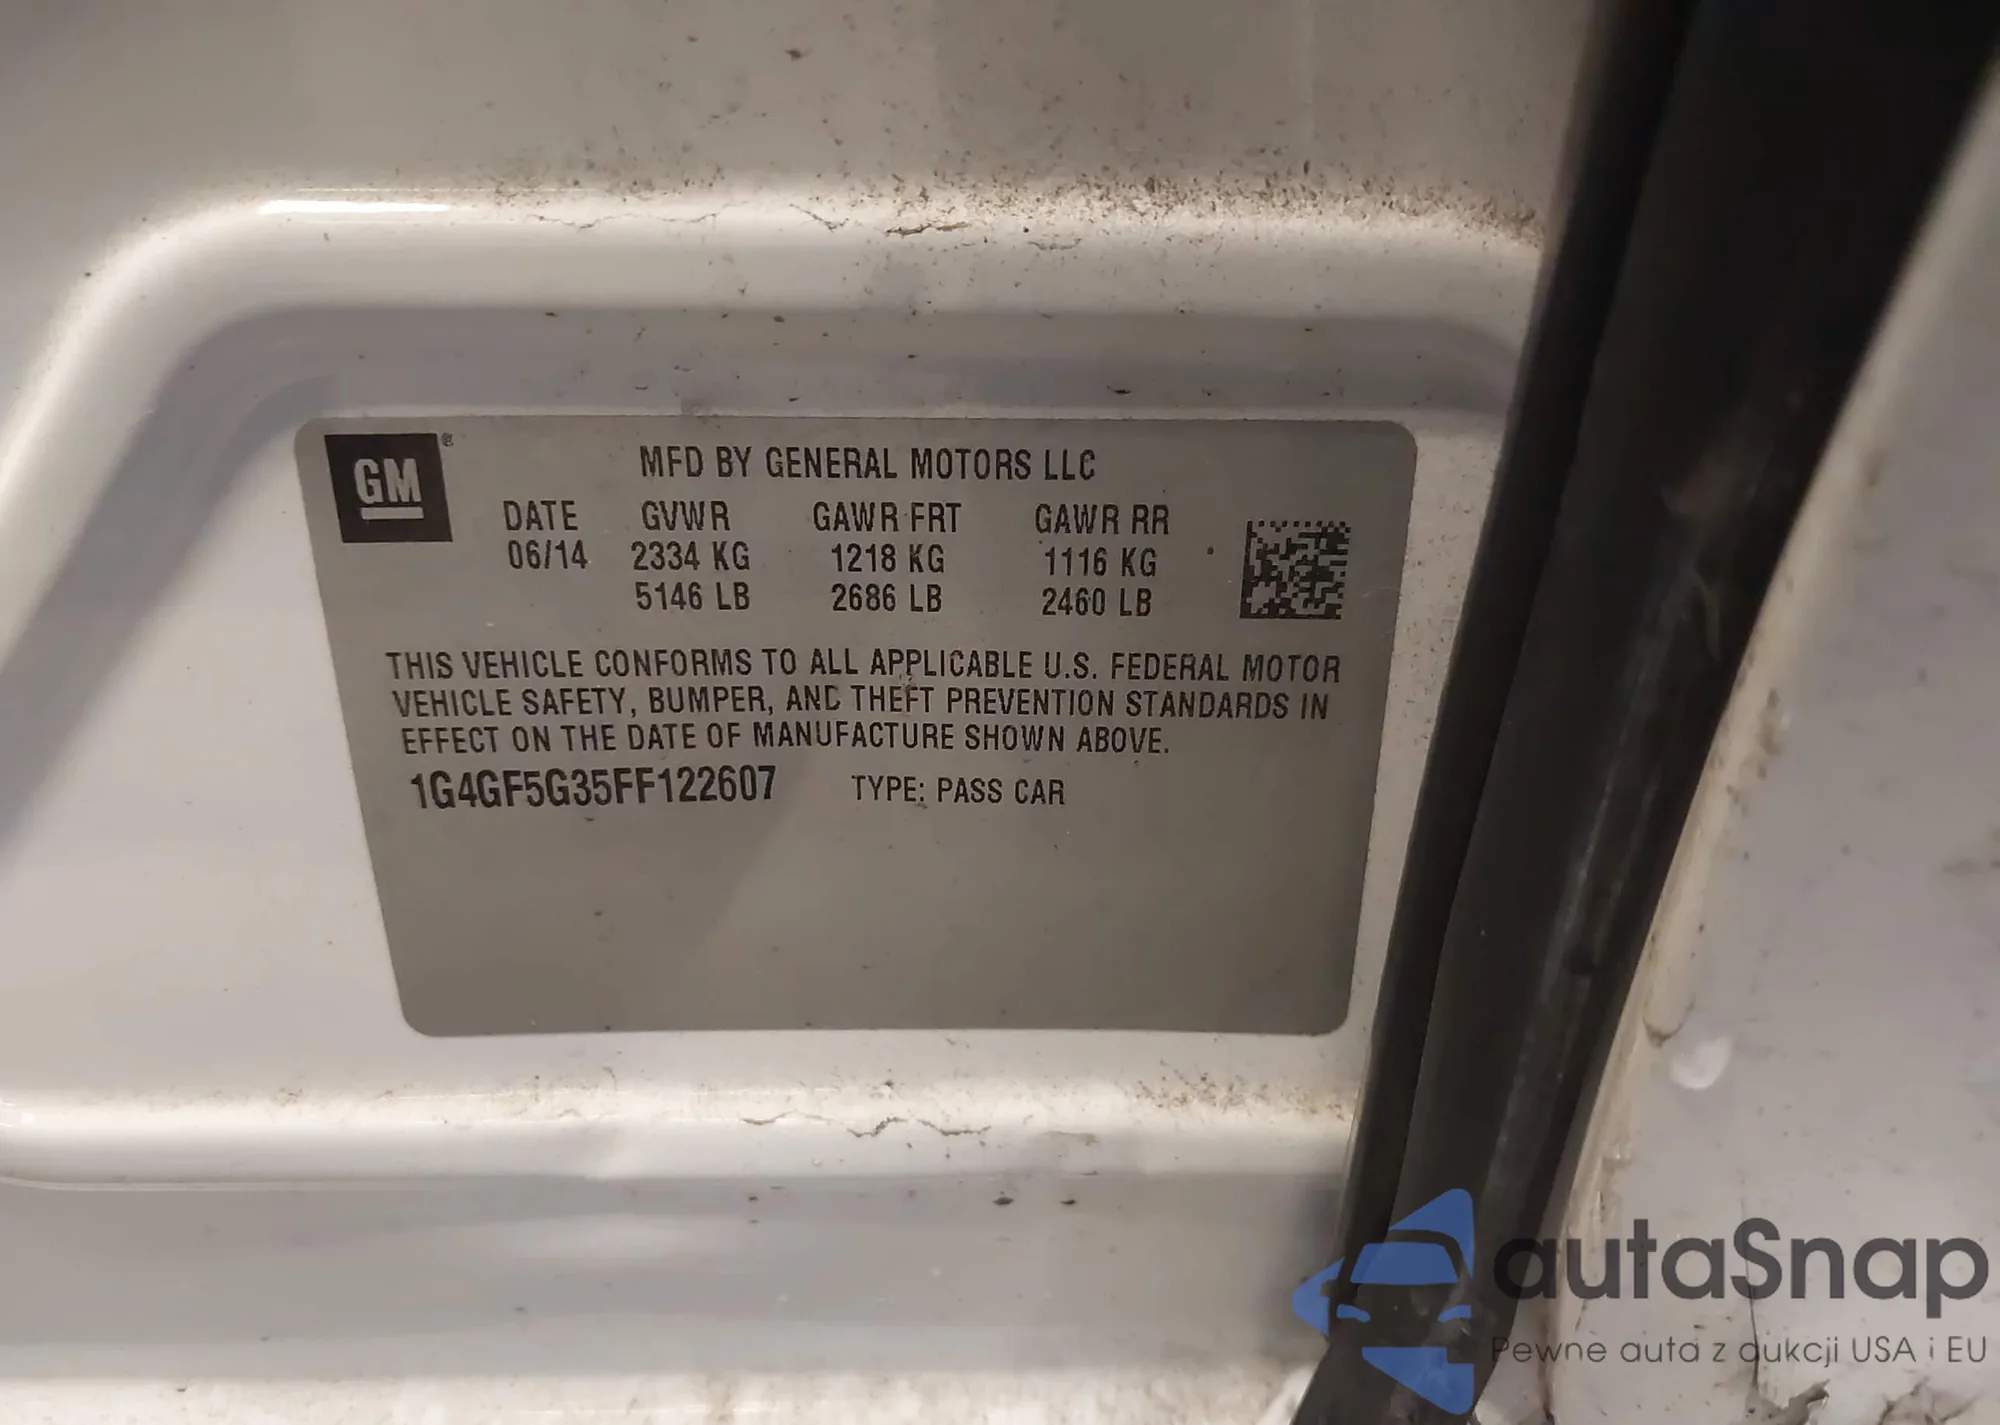 GM®
MFD BY GENERAL MOTORS LLC
DATE GVWR GAWR FRT GAWR RR
06/14 2334 KG 1218 KG 1116 KG
5146 LB 2686 LB 2460 LB
THIS VEHICLE CONFORMS TO ALL APPLICABLE U.S. FEDERAL MOTOR
VEHICLE SAFETY, BUMPER, AND THEFT PREVENTION STANDARDS IN
EFFECT ON THE DATE OF MANUFACTURE SHOWN ABOVE.
1G4GF5G35FF122607 TYPE: PASS CAR
autaSnap
Pewne auta z aukcji USA i EU